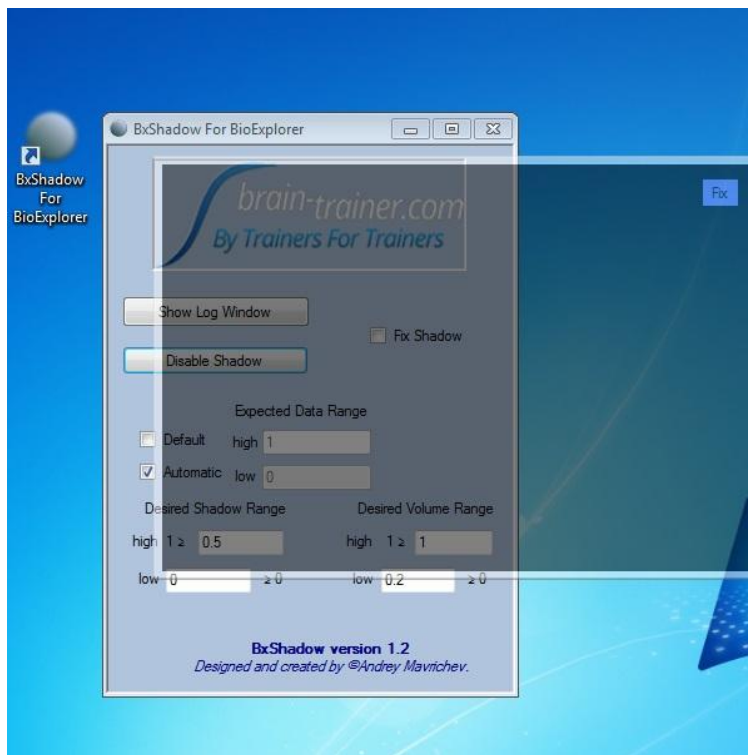 BxShadow For BioExplorer
BxShadow
For
BioExplorer
Fix
brain-trainer.com
By Trainers For Trainers
Show Log Window
Fix Shadow
Disable Shadow
Expected Data Range
Default high 1
Automatic low 0
Desired Shadow Range Desired Volume Range
high 1 ≥ 0.5 high 1 ≥ 1
low 0 ≥ 0 low 0.2 ≥ 0
BxShadow version 1.2
Designed and created by ©Andrey Mavrichev.